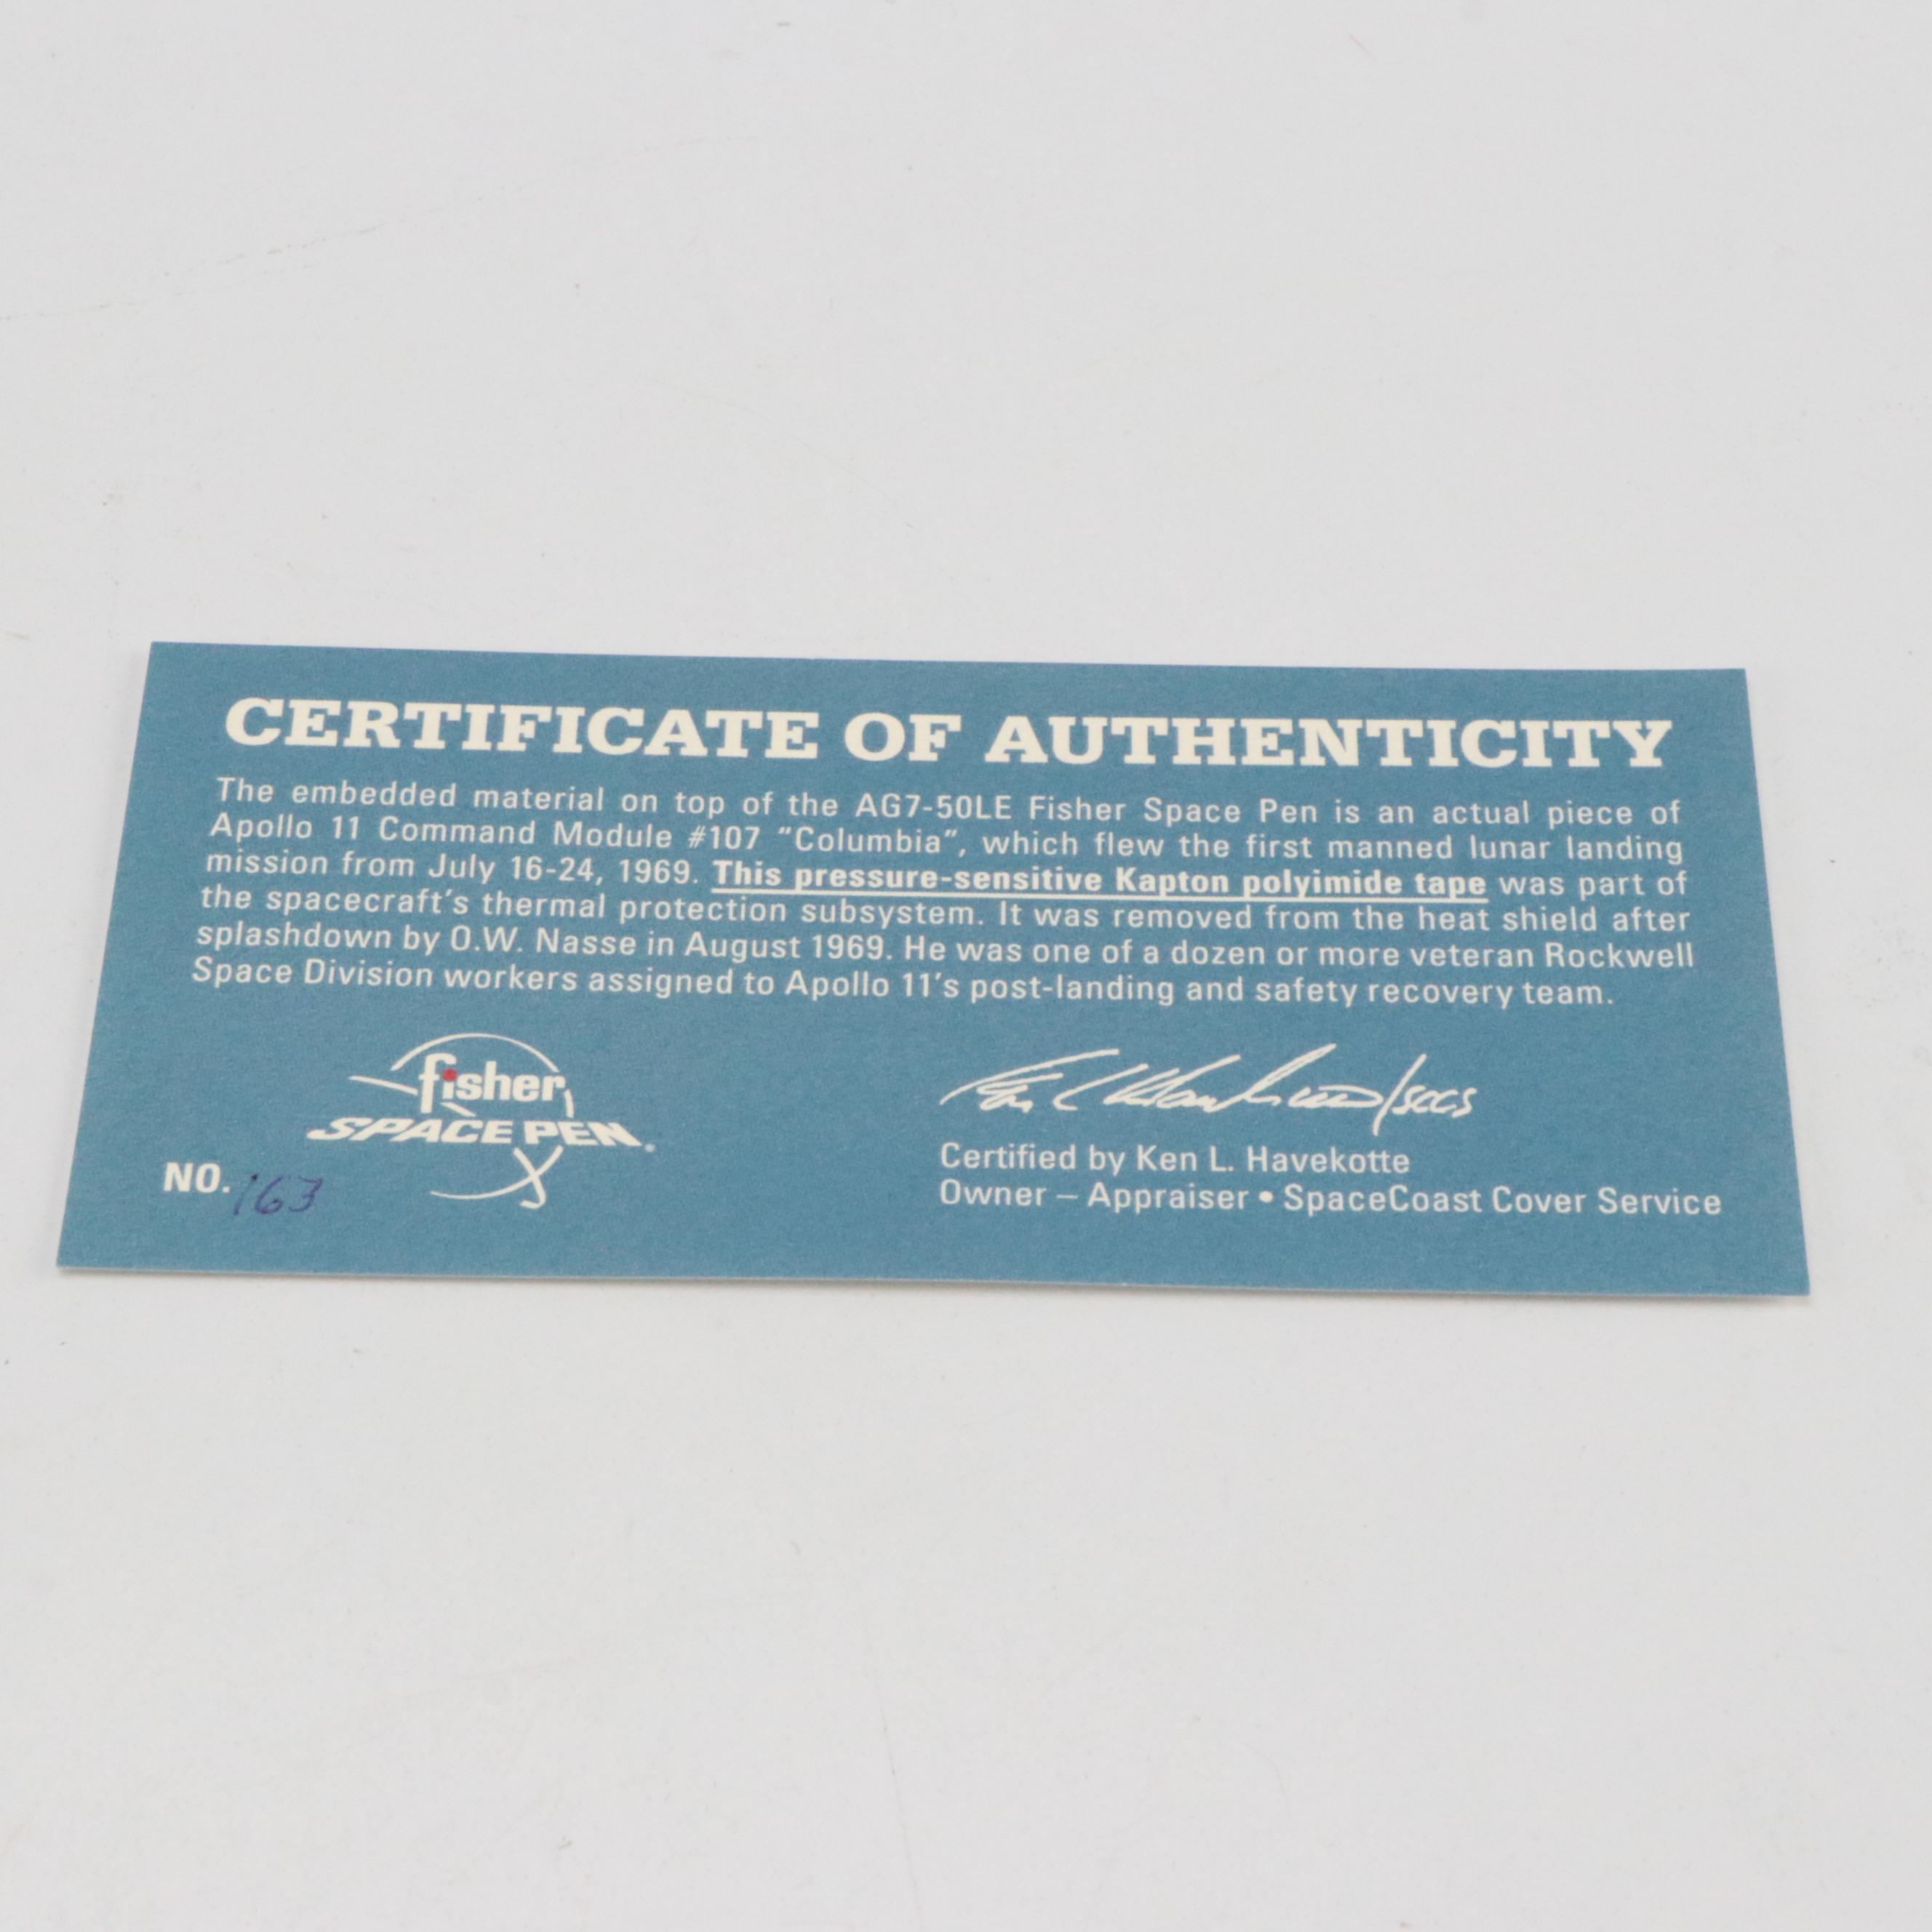 CERTIFICATE OF AUTHENTICITY
The embedded material on top of the AG7-50LE Fisher Space Pen is an actual piece of
Apollo 11 Command Module #107 “Columbia”, which flew the first manned lunar landing
mission from July 16-24, 1969. This pressure-sensitive Kapton polyimide tape was part of
the spacecraft’s thermal protection subsystem. It was removed from the heat shield after
splashdown by O.W. Nasse in August 1969. He was one of a dozen or more veteran Rockwell
Space Division workers assigned to Apollo 11’s post-landing and safety recovery team.
fisher
SPACE PEN
NO. 163
Ken L Havekotte/SCCS
Certified by Ken L. Havekotte
Owner – Appraiser • SpaceCoast Cover Service